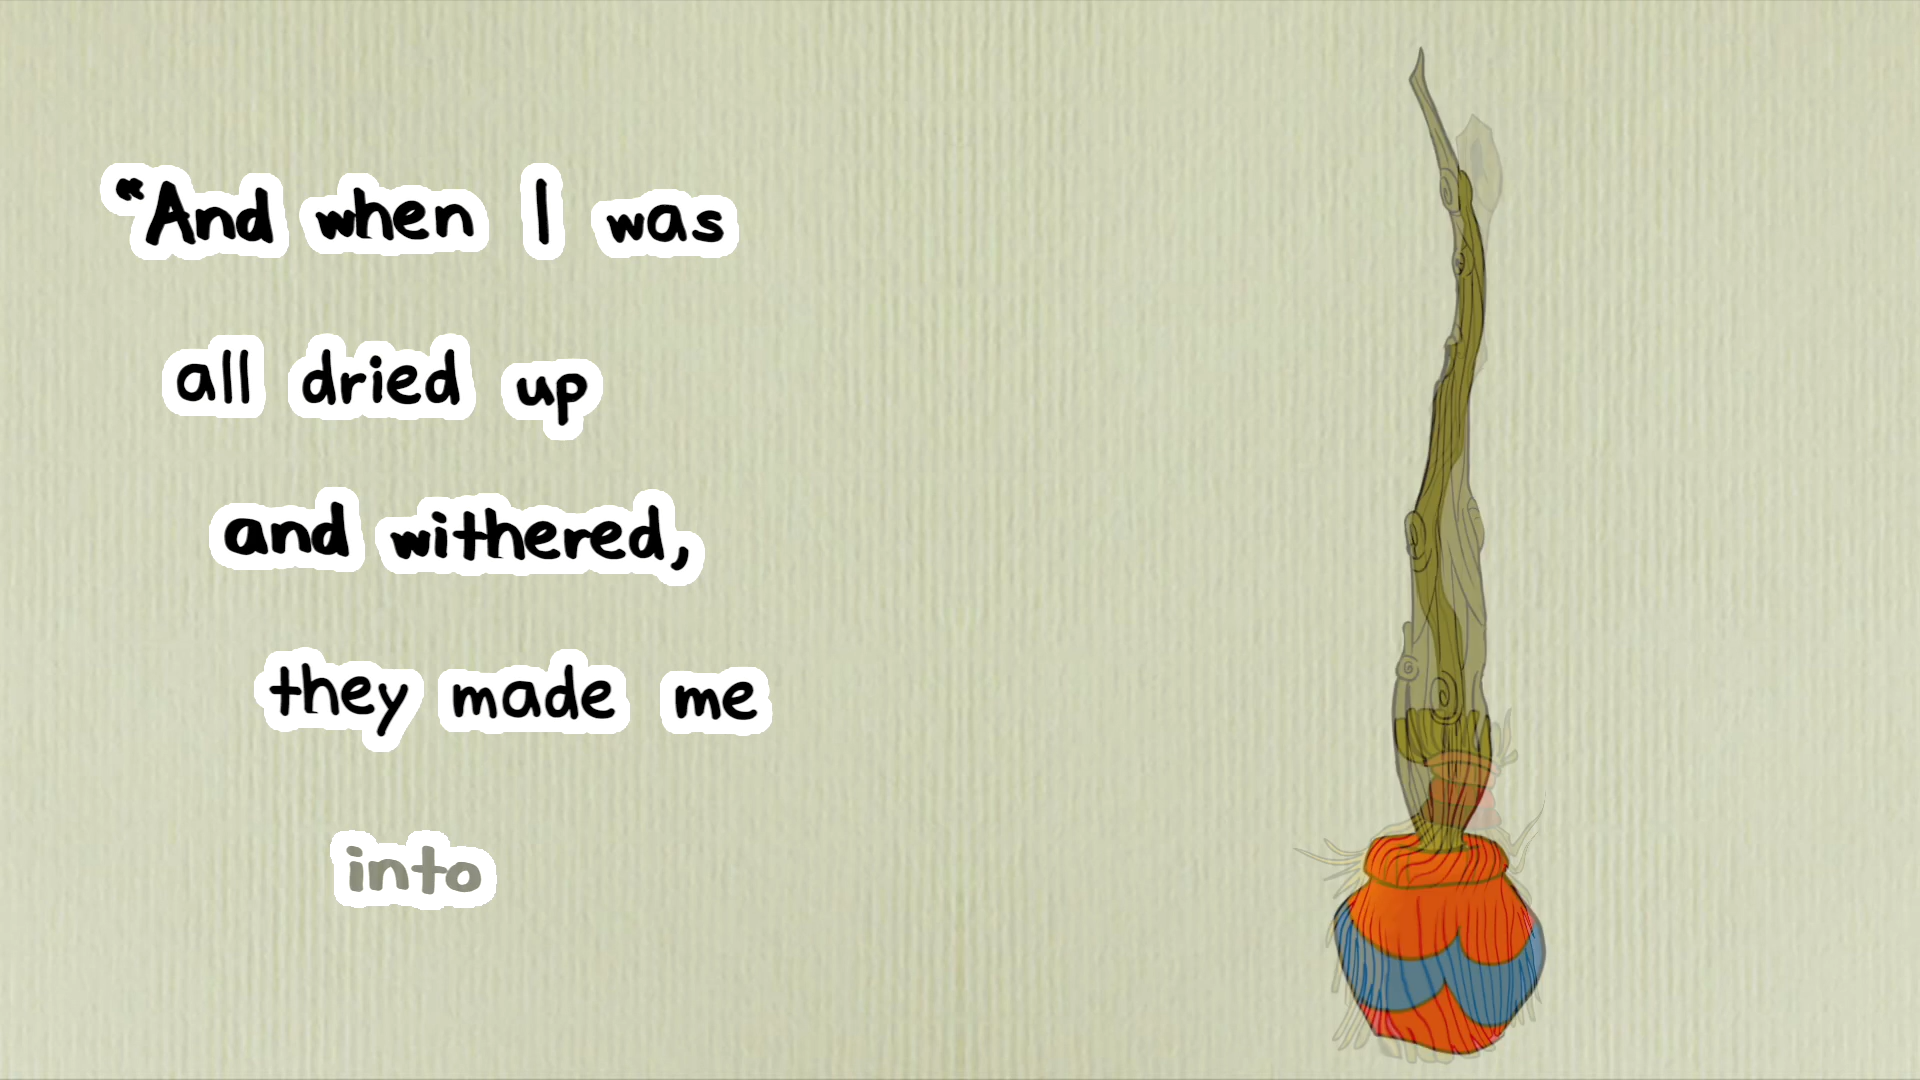 “And when I was
all dried up
and withered,
they made me
into